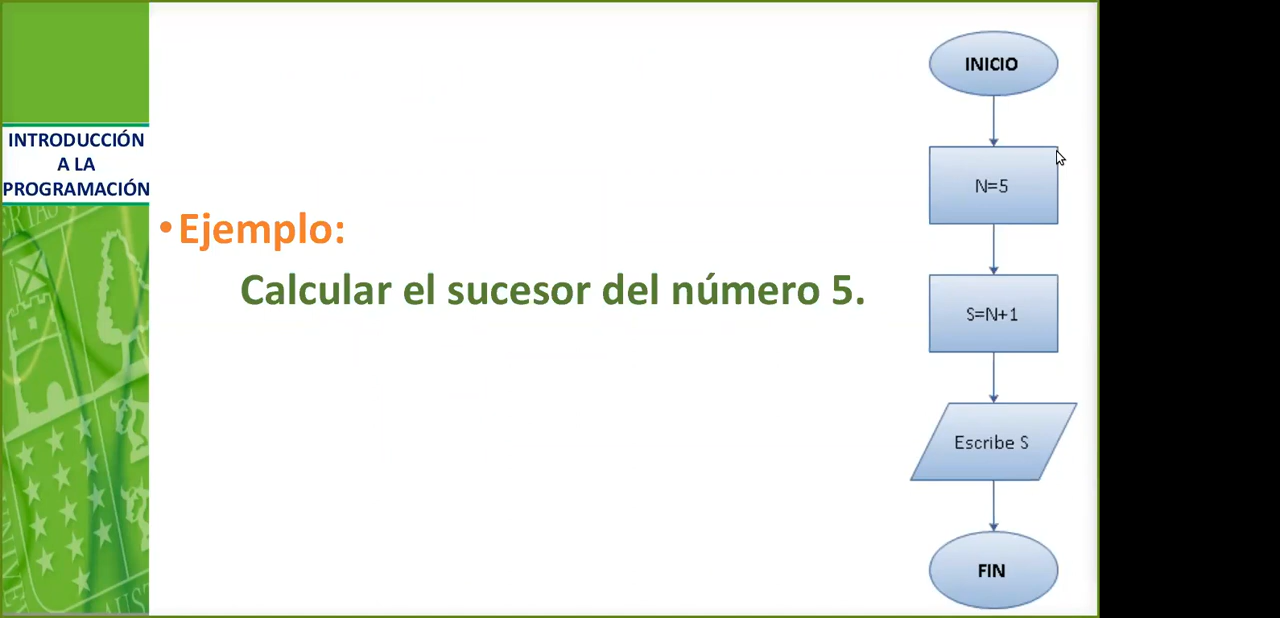 INTRODUCCIÓN
A LA
PROGRAMACIÓN
•Ejemplo:
Calcular el sucesor del número 5.
INICIO
N=5
S=N+1
Escribe S
FIN